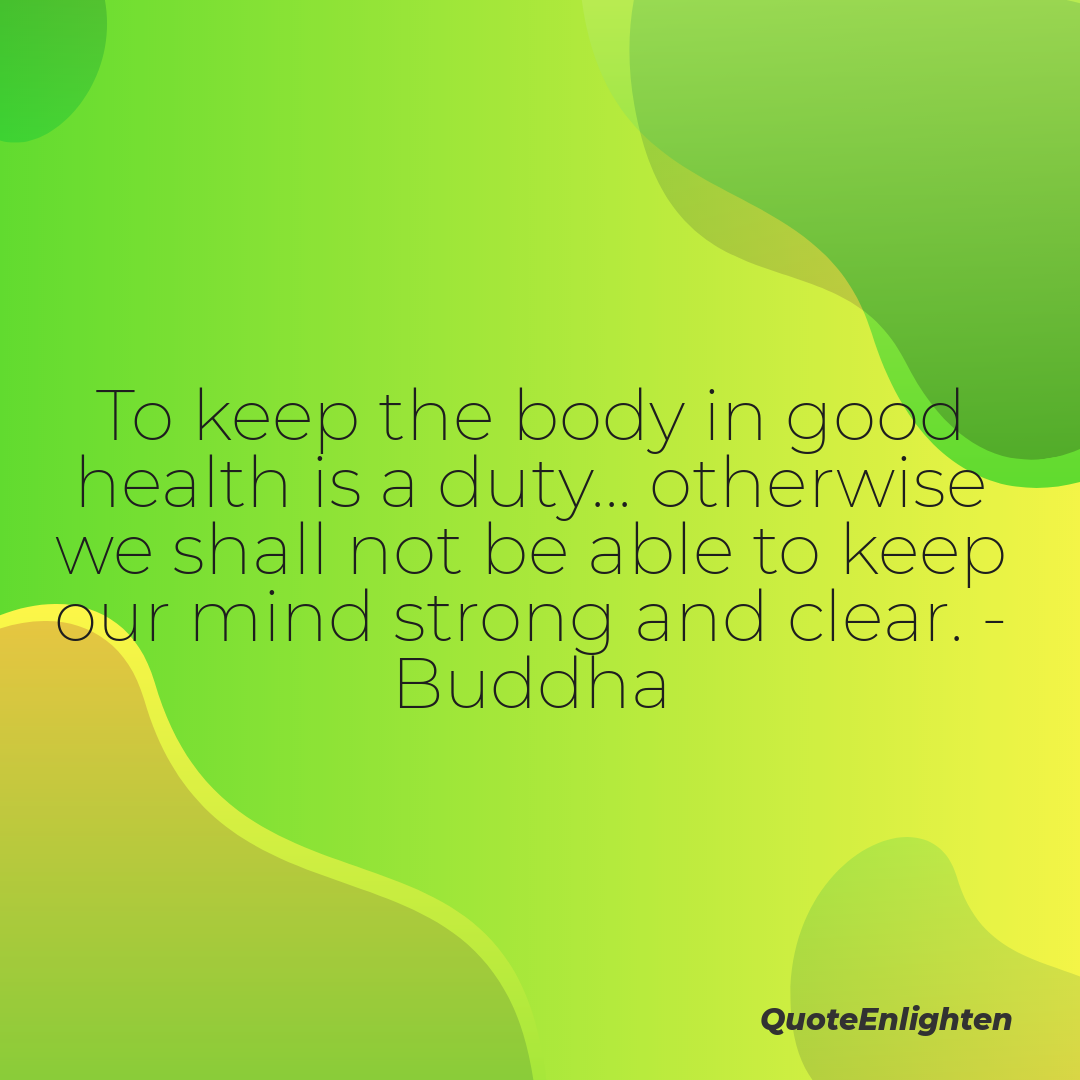 To keep the body in good
health is a duty... otherwise
we shall not be able to keep
our mind strong and clear. -
Buddha
QuoteEnlighten